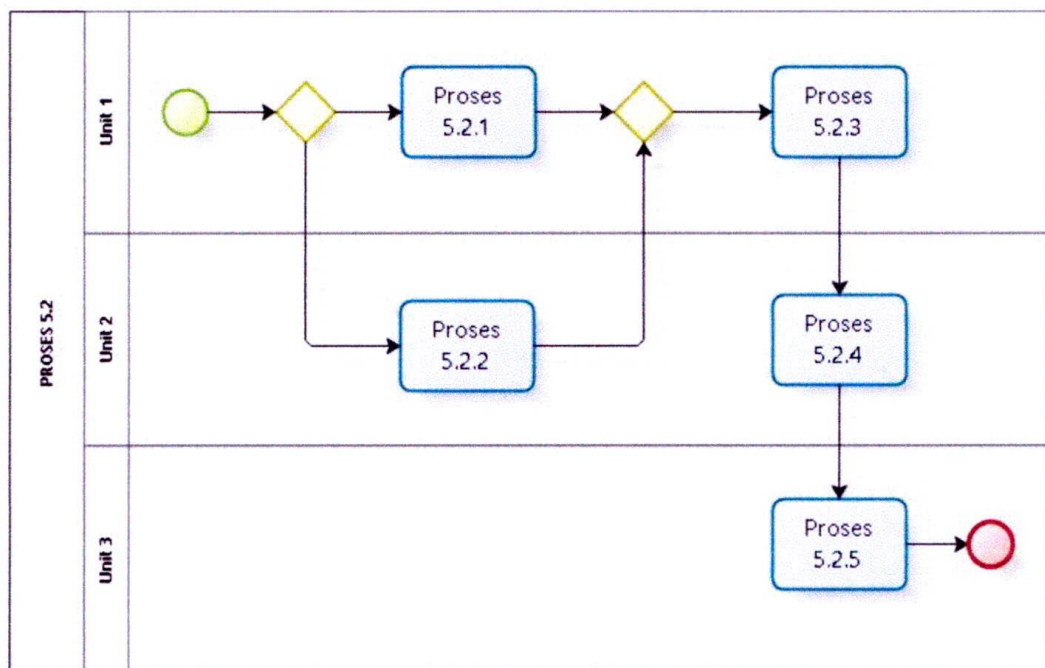 PROSES 5.2
Unit 1
Proses
5.2.1
Proses
5.2.3
Unit 2
Proses
5.2.2
Proses
5.2.4
Unit 3
Proses
5.2.5